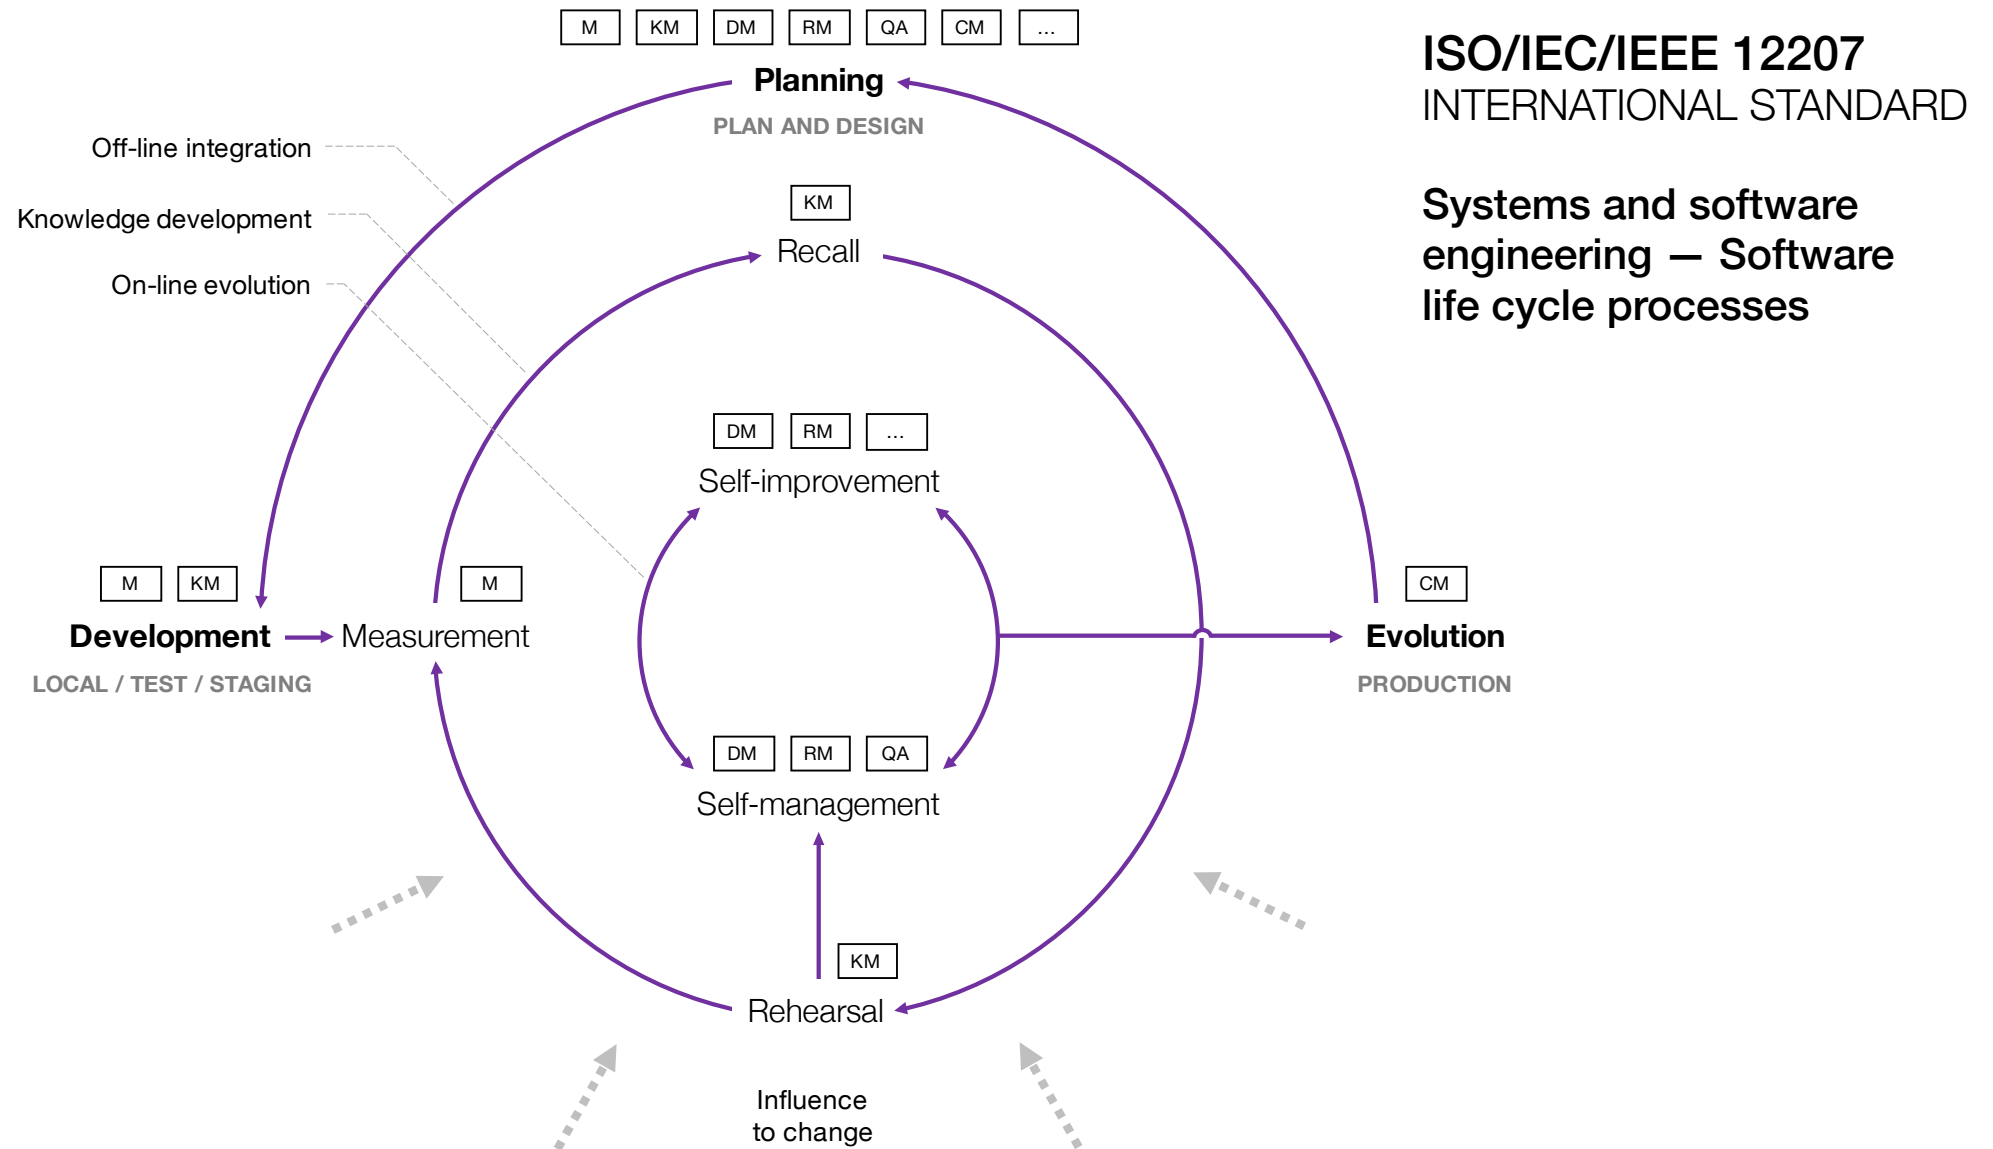 M KM DM RM QA CM ...
Planning
PLAN AND DESIGN
ISO/IEC/IEEE 12207
INTERNATIONAL STANDARD
Systems and software
engineering — Software
life cycle processes
Off-line integration
Knowledge development
On-line evolution
KM
Recall
DM RM ...
Self-improvement
M KM
Development
LOCAL / TEST / STAGING
M
Measurement
CM
Evolution
PRODUCTION
DM RM QA
Self-management
KM
Rehearsal
Influence
to change